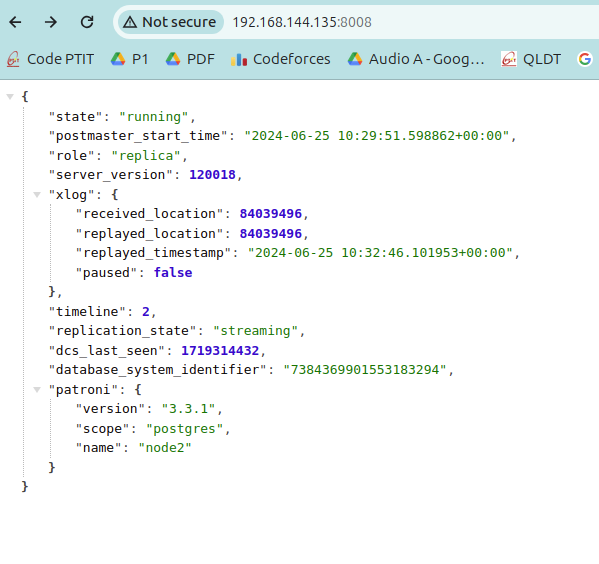 Not secure 192.168.144.135:8008
Code PTIT P1 PDF Codeforces Audio A - Goog... QLDT
{
"state": "running",
"postmaster_start_time": "2024-06-25 10:29:51.598862+00:00",
"role": "replica",
"server_version": 120018,
"xlog": {
"received_location": 84039496,
"replayed_location": 84039496,
"replayed_timestamp": "2024-06-25 10:32:46.101953+00:00",
"paused": false
},
"timeline": 2,
"replication_state": "streaming",
"dcs_last_seen": 1719314432,
"database_system_identifier": "7384369901553183294",
"patroni": {
"version": "3.3.1",
"scope": "postgres",
"name": "node2"
}
}